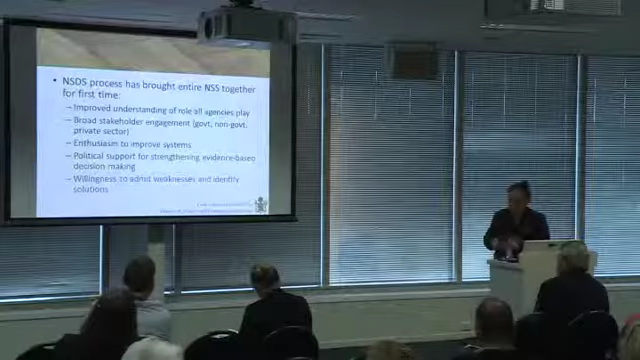 • NSDS process has brought entire NSS together
for first time:
– Improved understanding of role all agencies play
– Broad stakeholder engagement (govt, non-govt,
private sector)
– Enthusiasm to improve systems
– Political support for strengthening evidence-based
decision making
– Willingness to admit weaknesses and identify
solutions